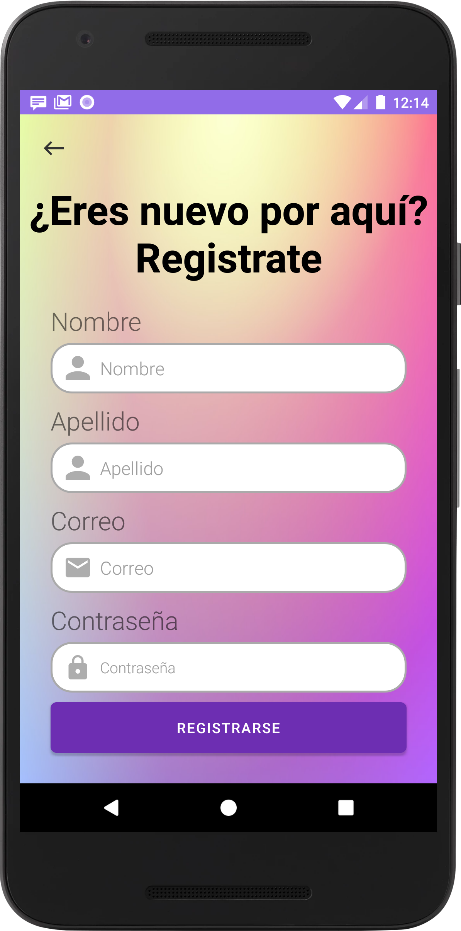 12:14
¿Eres nuevo por aquí?
Registrate
Nombre
Nombre
Apellido
Apellido
Correo
Correo
Contraseña
Contraseña
REGISTRARSE